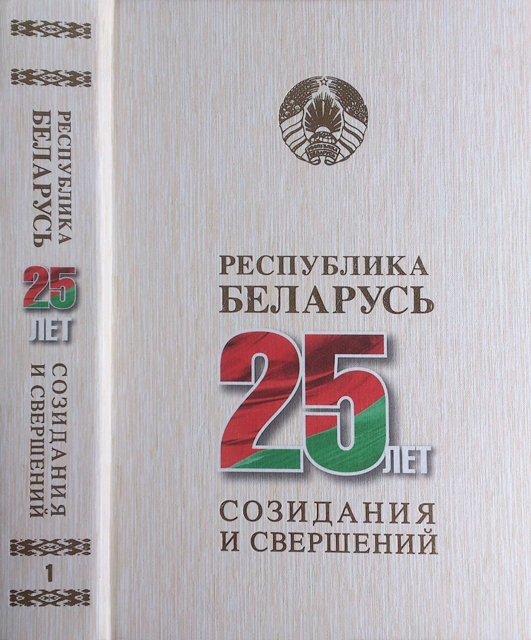 РЕСПУБЛИКА
БЕЛАРУСЬ
25
ЛЕТ
СОЗИДАНИЯ
И СВЕРШЕНИЙ
1
РЕСПУБЛИКА
БЕЛАРУСЬ
25 ЛЕТ
СОЗИДАНИЯ
И СВЕРШЕНИЙ